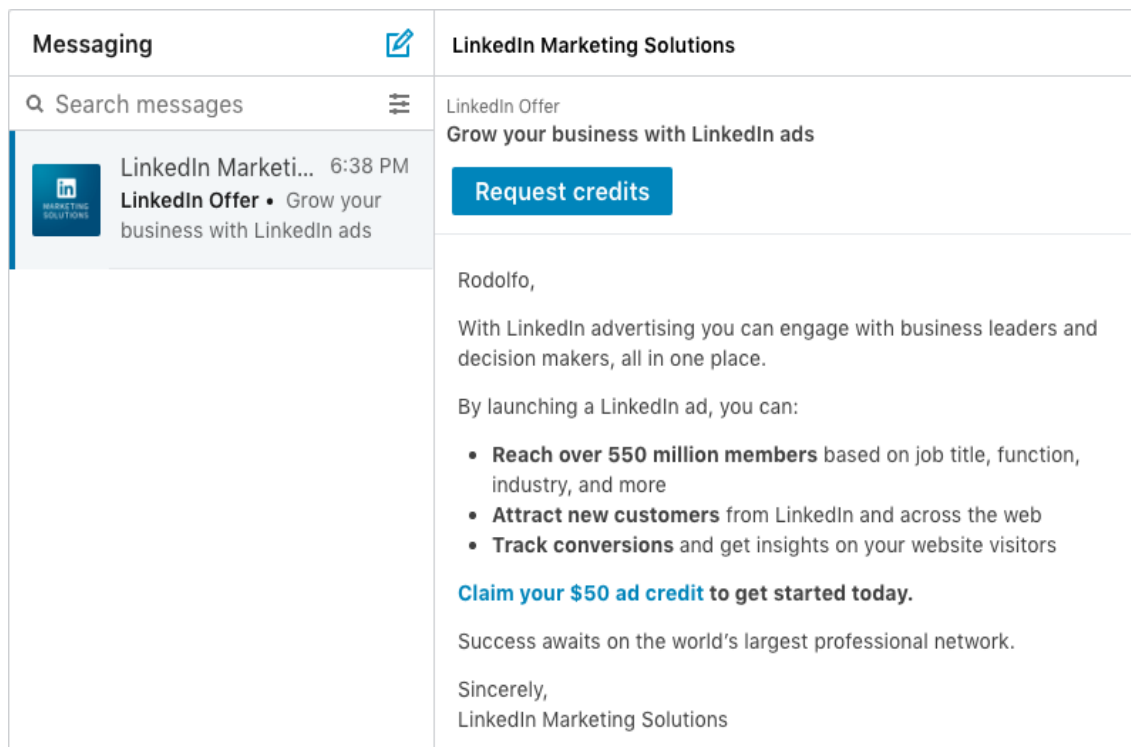 Messaging
Search messages
LinkedIn Marketi... 6:38 PM
LinkedIn Offer • Grow your
business with LinkedIn ads
in
MARKETING
SOLUTIONS
LinkedIn Marketing Solutions
LinkedIn Offer
Grow your business with LinkedIn ads
Request credits
Rodolfo,
With LinkedIn advertising you can engage with business leaders and
decision makers, all in one place.
By launching a LinkedIn ad, you can:
• Reach over 550 million members based on job title, function,
industry, and more
• Attract new customers from LinkedIn and across the web
• Track conversions and get insights on your website visitors
Claim your $50 ad credit to get started today.
Success awaits on the world's largest professional network.
Sincerely,
LinkedIn Marketing Solutions